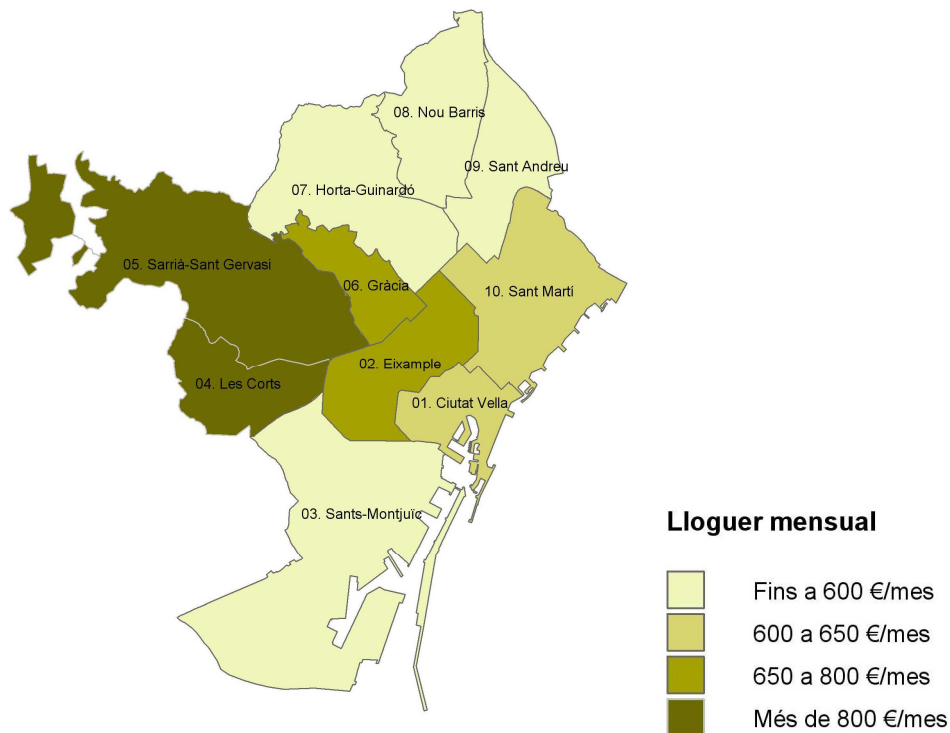 08. Nou Barris
09. Sant Andreu
07. Horta-Guinardó
05. Sarrià-Sant Gervasi
06. Gràcia
10. Sant Martí
02. Eixample
04. Les Corts
01. Ciutat Vella
03. Sants-Montjuïc
Lloguer mensual
Fins a 600 €/mes
600 a 650 €/mes
650 a 800 €/mes
Més de 800 €/mes